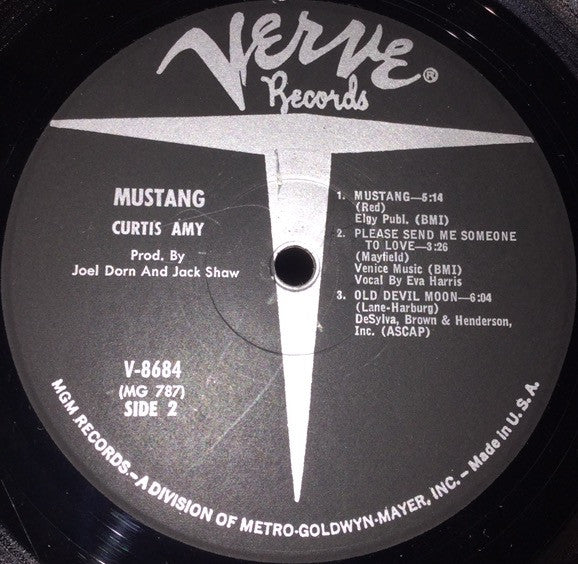 VERVE®
Records
MUSTANG
CURTIS AMY
Prod. By
Joel Dorn And Jack Shaw
V-8684
(MG 787)
SIDE 2
1. MUSTANG—5:14
(Red)
Elgy Publ. (BMI)
2. PLEASE SEND ME SOMEONE
TO LOVE—3:26
(Mayfield)
Venice Music (BMI)
Vocal By Eva Harris
3. OLD DEVIL MOON—6:04
(Lane-Harburg)
DeSylva, Brown & Henderson,
Inc. (ASCAP)
MGM RECORDS.—A DIVISION OF METRO-GOLDWYN-MAYER, INC. – Made in U. S. A.